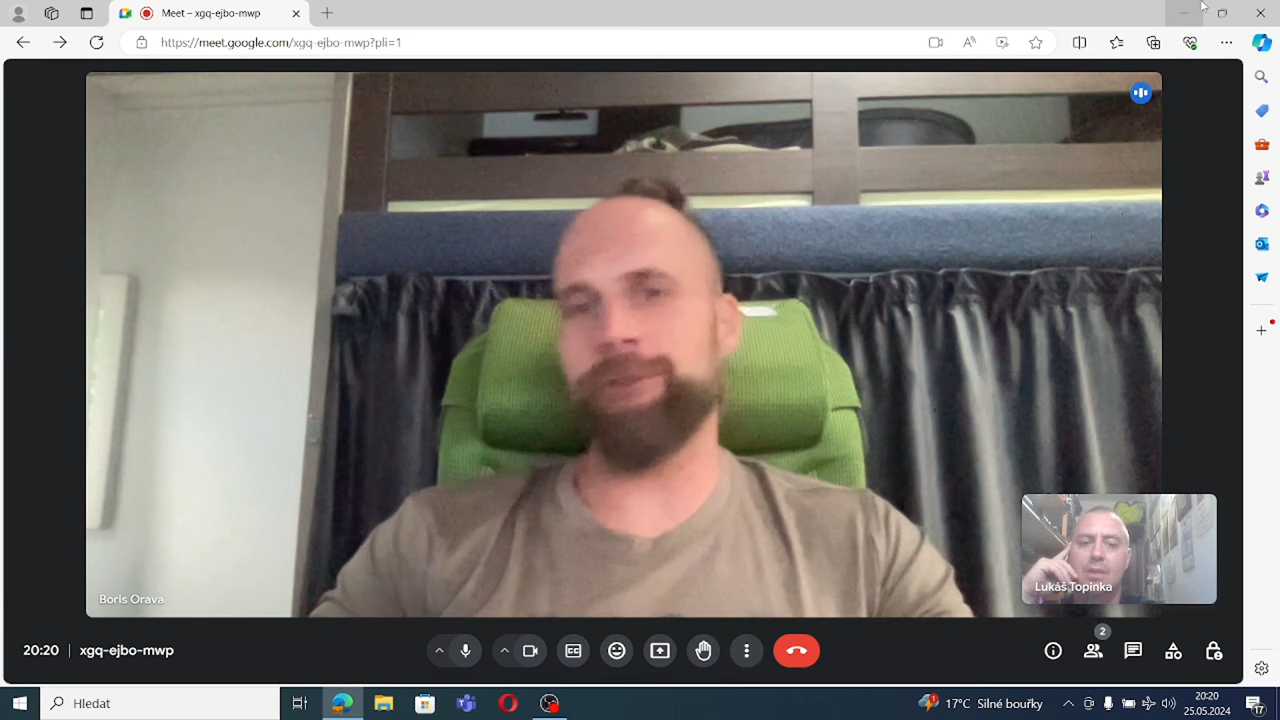 Meet – xgq-ejbo-mwp
https://meet.google.com/xgq-ejbo-mwp?pli=1
Boris Orava
Lukáš Topinka
20:20 | xgq-ejbo-mwp
2
Hledat
1
17°C Silné bouřky
20:20
25.05.2024
17